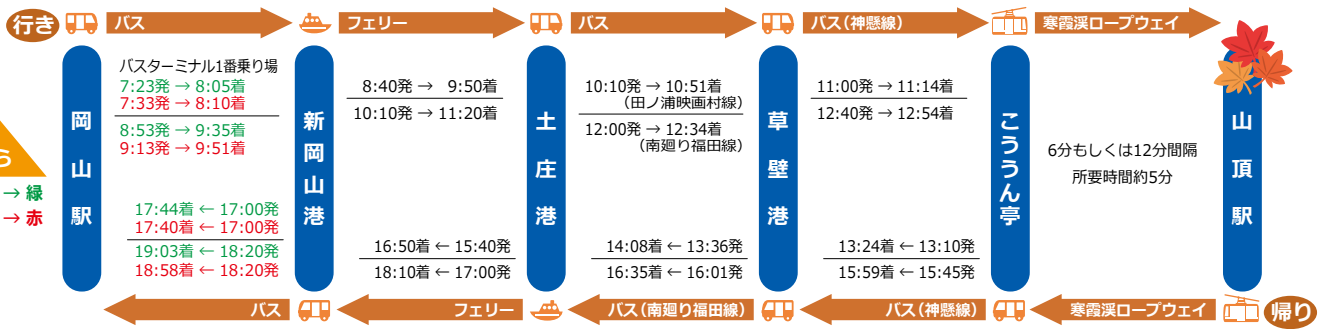 行き バス フェリー バス バス(神懸線) 寒霞渓ロープウェイ
岡山駅
バスターミナル1番乗り場
7:23発 → 8:05着
7:33発 → 8:10着
8:53発 → 9:35着
9:13発 → 9:51着
17:44着 ← 17:00発
17:40着 ← 17:00発
19:03着 ← 18:20発
18:58着 ← 18:20発
新岡山港
8:40発 → 9:50着
10:10発 → 11:20着
16:50着 ← 15:40発
18:10着 ← 17:00発
土庄港
10:10発 → 10:51着
(田ノ浦映画村線)
12:00発 → 12:34着
(南廻り福田線)
14:08着 ← 13:36発
16:35着 ← 16:01発
草壁港
11:00発 → 11:14着
12:40発 → 12:54着
13:24着 ← 13:10発
15:59着 ← 15:45発
こううん亭
6分もしくは12分間隔
所要時間約5分
山頂駅
ら
→ 緑
→ 赤
バス フェリー バス(南廻り福田線) バス(神懸線) 寒霞渓ロープウェイ 帰り